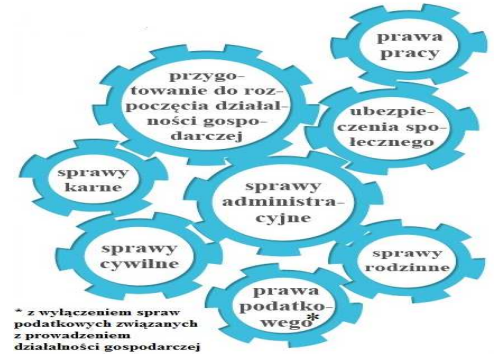 prawa
pracy
przygo-
towanie do roz-
poczęcia działal-
ności gospo-
darczej
ubezpie-
czenia spo-
łecznego
sprawy
karne
sprawy
administra-
cyjne
sprawy
cywilne
sprawy
rodzinne
prawa
podatko-
wego*
* z wyłączeniem spraw
podatkowych związanych
z prowadzeniem
działalności gospodarczej